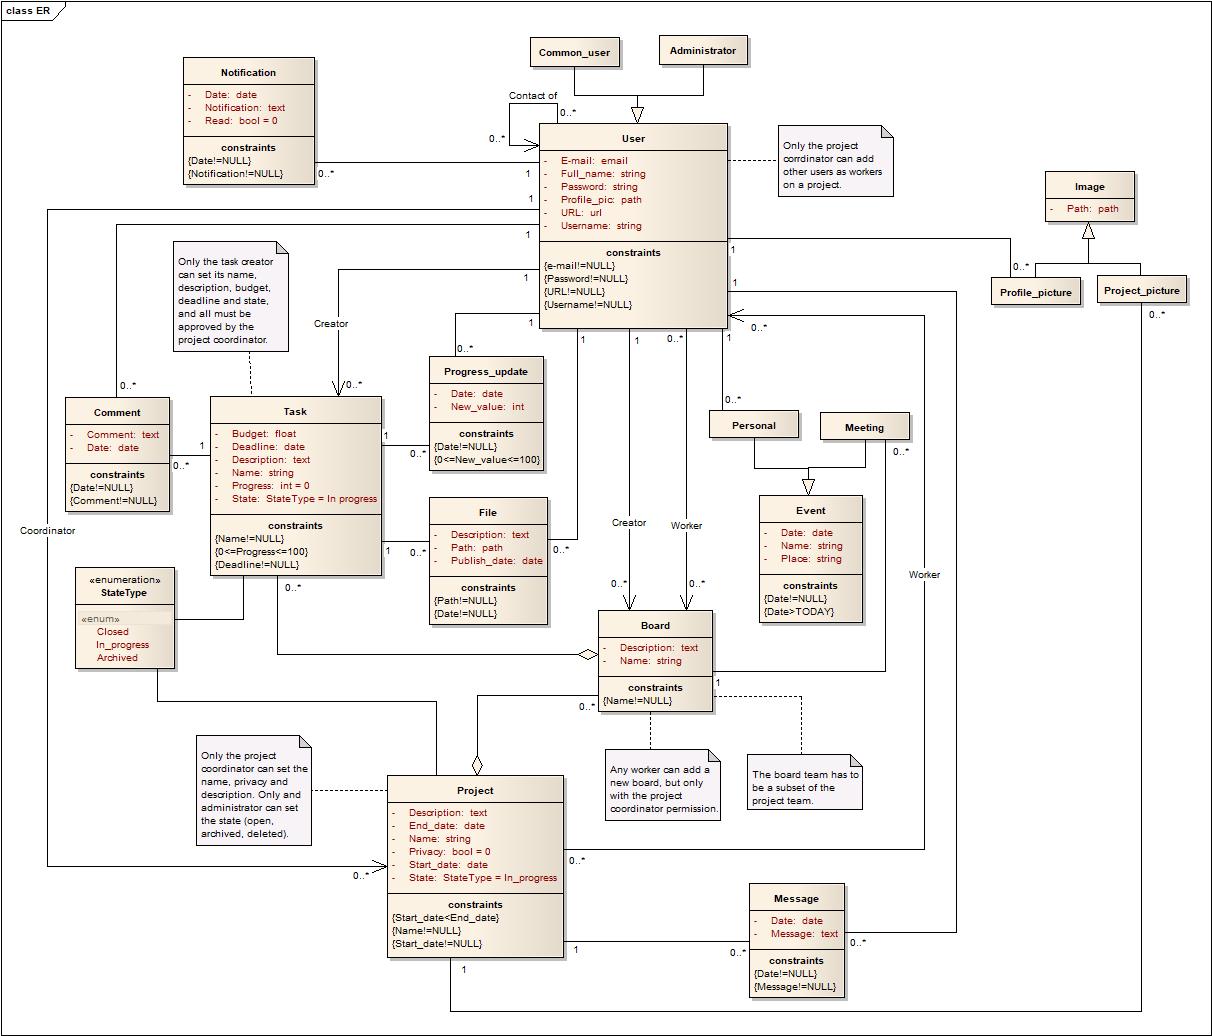 class ER
Common_user
Administrator
Notification
- Date: date
- Notification: text
- Read: bool = 0
constraints
{Date!=NULL}
{Notification!=NULL}
0..*
1
Contact of
0..*
0..*
User
- E-mail: email
- Full_name: string
- Password: string
- Profile_pic: path
- URL: url
- Username: string
constraints
{e-mail!=NULL}
{Password!=NULL}
{URL!=NULL}
{Username!=NULL}
Only the project
corrdinator can add
other users as workers
on a project.
Image
- Path: path
1
0..*
Profile_picture
Project_picture
0..*
1
1
1
1
1
1
1
0..*
1
0..*
Only the task creator
can set its name,
description, budget,
deadline and state,
and all must be
approved by the
project coordinator.
Creator
0..*
0..*
0..*
Progress_update
- Date: date
- New_value: int
constraints
{Date!=NULL}
{0<=New_value<=100}
Comment
- Comment: text
- Date: date
constraints
{Date!=NULL}
{Comment!=NULL}
1
0..*
Task
- Budget: float
- Deadline: date
- Description: text
- Name: string
- Progress: int = 0
- State: StateType = In progress
constraints
{Name!=NULL}
{0<=Progress<=100}
{Deadline!=NULL}
1
0..*
1
0..*
0..*
0..*
Personal
Meeting
0..*
Event
- Date: date
- Name: string
- Place: string
constraints
{Date!=NULL}
{Date>TODAY}
File
- Description: text
- Path: path
- Publish_date: date
constraints
{Path!=NULL}
{Date!=NULL}
0..*
Coordinator
Creator
Worker
Worker
«enumeration»
StateType
«enum»
Closed
In_progress
Archived
0..*
0..*
Board
- Description: text
- Name: string
constraints
{Name!=NULL}
1
0..*
Only the project
coordinator can set the
name, privacy and
description. Only and
administrator can set
the state (open,
archived, deleted).
Any worker can add a
new board, but only
with the project
coordinator permission.
The board team has to
be a subset of the
project team.
Project
- Description: text
- End_date: date
- Name: string
- Privacy: bool = 0
- Start_date: date
- State: StateType = In_progress
constraints
{Start_date<End_date}
{Name!=NULL}
{Start_date!=NULL}
0..*
0..*
1
0..*
1
Message
- Date: date
- Message: text
constraints
{Date!=NULL}
{Message!=NULL}
0..*